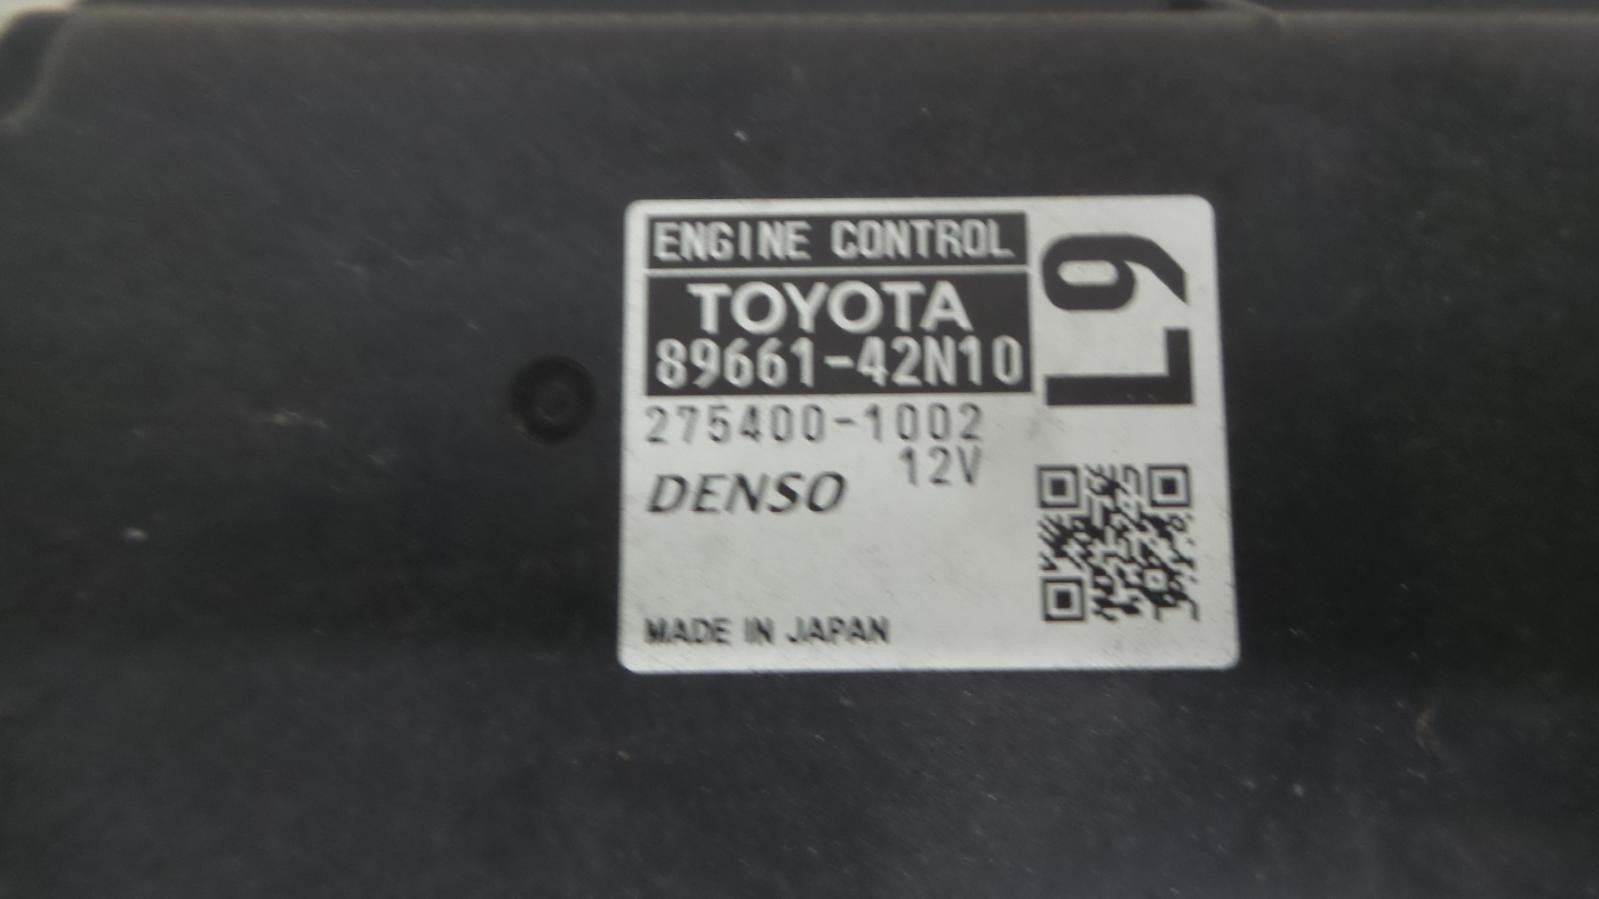 ENGINE CONTROL
TOYOTA
89661-42N10
275400-1002
12V
DENSO
MADE IN JAPAN
L9